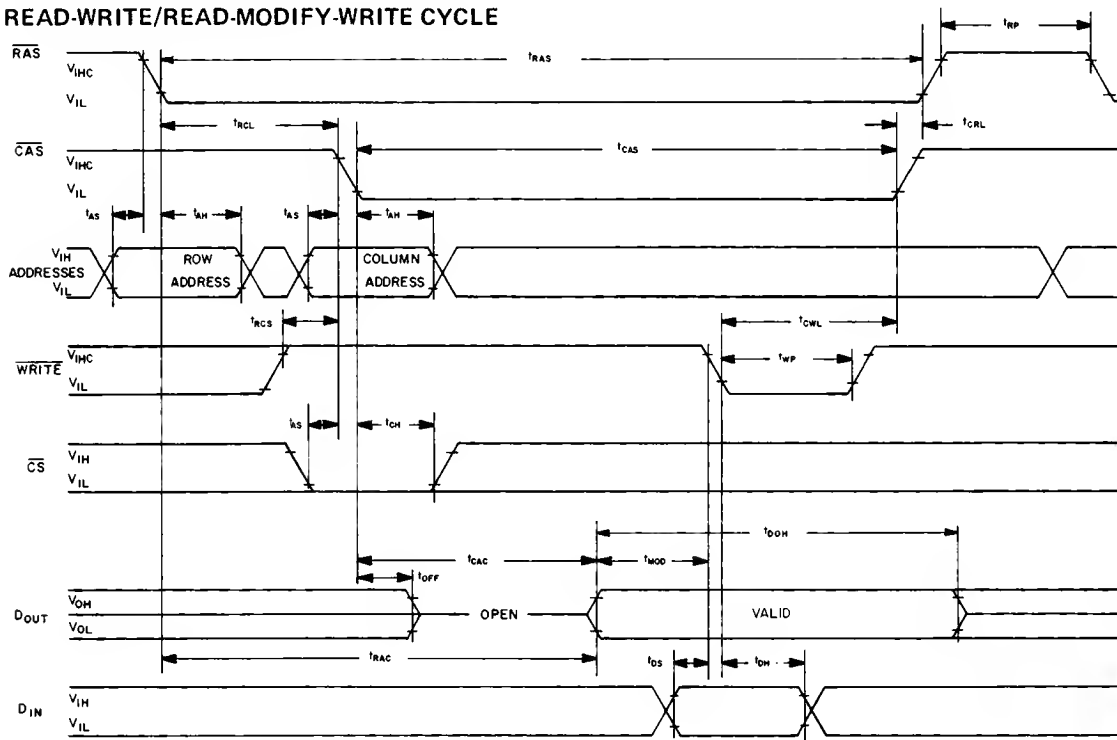 READ-WRITE/READ-MODIFY-WRITE CYCLE
tRP
RAS
VIHC
VIL
tRAS
tRCL
tCRL
CAS
VIHC
VIL
tCAS
tAS
tAH
tAS
tAH
ADDRESSES
VIH
VIL
ROW ADDRESS
COLUMN ADDRESS
tRCS
tCWL
WRITE
VIHC
VIL
tWP
tAS
tCH
CS
VIH
VIL
tDOH
tCAC
tMOD
tOFF
DOUT
VOH
VOL
OPEN
VALID
tRAC
tDS
tDH
DIN
VIH
VIL